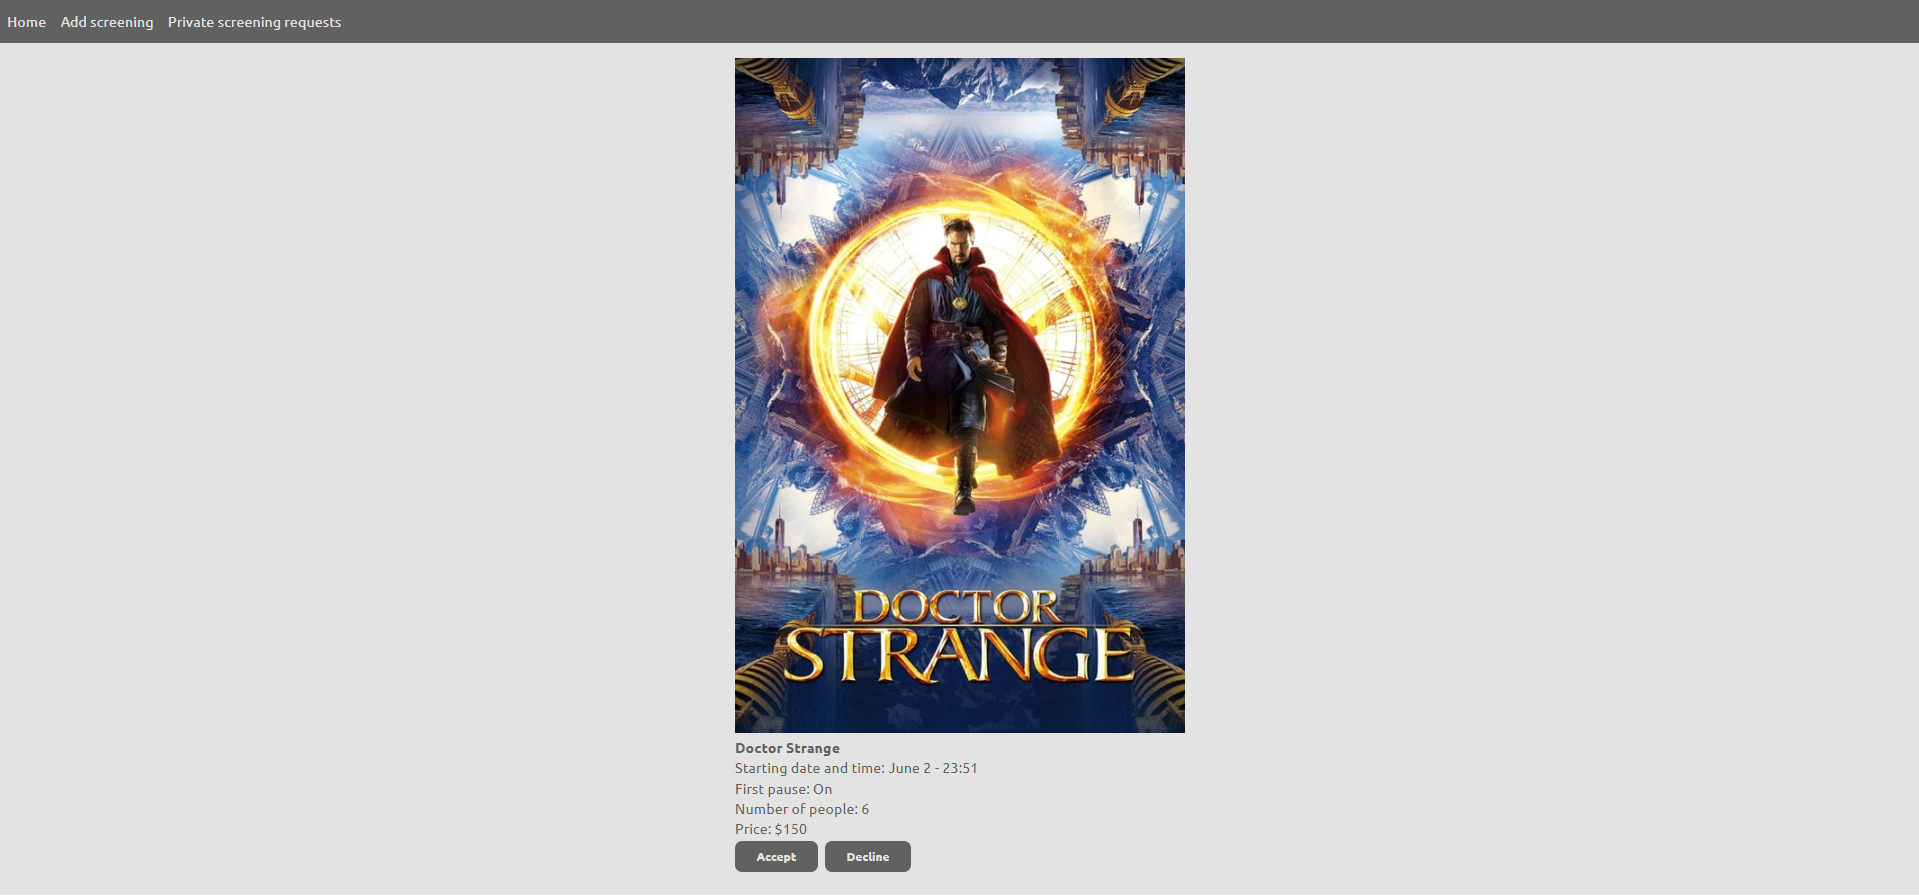 Home Add screening Private screening requests
DOCTOR
STRANGE
Doctor Strange
Starting date and time: June 2 - 23:51
First pause: On
Number of people: 6
Price: $150
Accept Decline